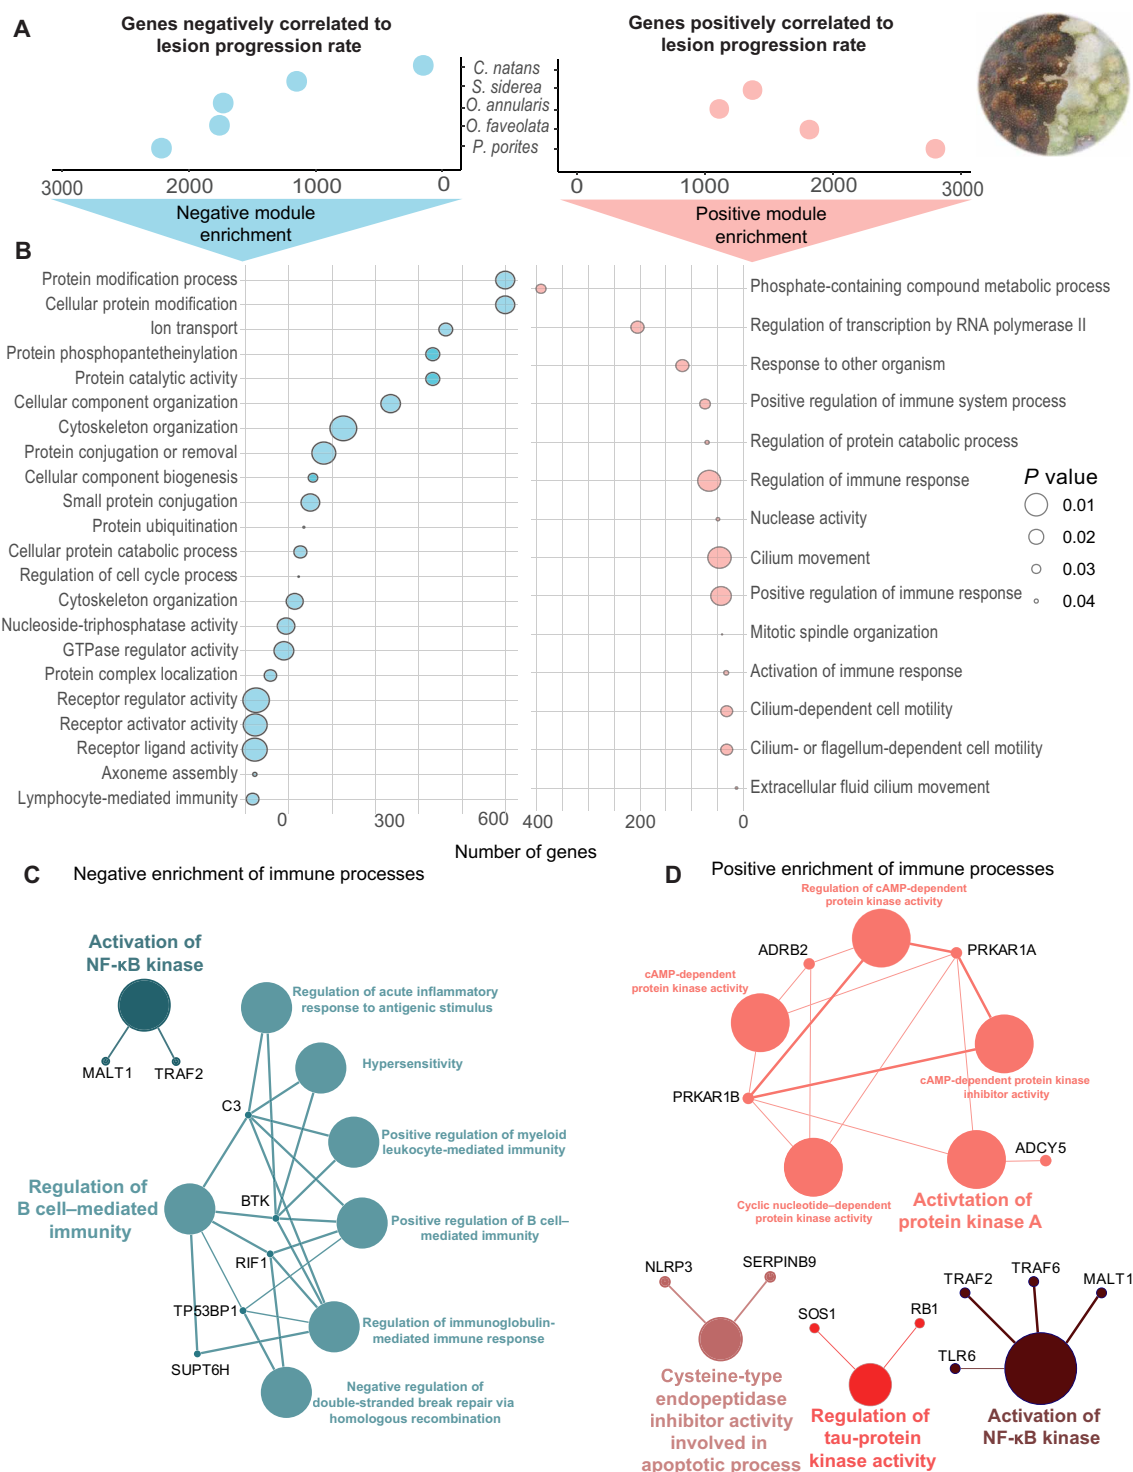 A
Genes negatively correlated to
lesion progression rate
Genes positively correlated to
lesion progression rate
C. natans
S. siderea
O. annularis
O. faveolata
P. porites
3000
2000
1000
0
0
1000
2000
3000
Negative module
enrichment
Positive module
enrichment
B
Protein modification process
Cellular protein modification
Ion transport
Protein phosphopantetheinylation
Protein catalytic activity
Cellular component organization
Cytoskeleton organization
Protein conjugation or removal
Cellular component biogenesis
Small protein conjugation
Protein ubiquitination
Cellular protein catabolic process
Regulation of cell cycle process
Cytoskeleton organization
Nucleoside-triphosphatase activity
GTPase regulator activity
Protein complex localization
Receptor regulator activity
Receptor activator activity
Receptor ligand activity
Axoneme assembly
Lymphocyte-mediated immunity
0
300
600
Phosphate-containing compound metabolic process
Regulation of transcription by RNA polymerase II
Response to other organism
Positive regulation of immune system process
Regulation of protein catabolic process
Regulation of immune response
Nuclease activity
Cilium movement
Positive regulation of immune response
Mitotic spindle organization
Activation of immune response
Cilium-dependent cell motility
Cilium- or flagellum-dependent cell motility
Extracellular fluid cilium movement
400
200
0
P value
0.01
0.02
0.03
0.04
Number of genes
C
Negative enrichment of immune processes
Activation of
NF-κB kinase
MALT1
TRAF2
Regulation of acute inflammatory
response to antigenic stimulus
Hypersensitivity
C3
Positive regulation of myeloid
leukocyte-mediated immunity
Regulation of
B cell–mediated
immunity
BTK
Positive regulation of B cell–
mediated immunity
RIF1
TP53BP1
Regulation of immunoglobulin-
mediated immune response
SUPT6H
Negative regulation of
double-stranded break repair via
homologous recombination
D
Positive enrichment of immune processes
Regulation of cAMP-dependent
protein kinase activity
ADRB2
PRKAR1A
cAMP-dependent
protein kinase activity
cAMP-dependent protein kinase
inhibitor activity
PRKAR1B
ADCY5
Cyclic nucleotide–dependent
protein kinase activity
Activtation of
protein kinase A
NLRP3
SERPINB9
Cysteine-type
endopeptidase
inhibitor activity
involved in
apoptotic process
SOS1
RB1
Regulation of
tau-protein
kinase activity
TRAF2
TRAF6
MALT1
TLR6
Activation of
NF-κB kinase